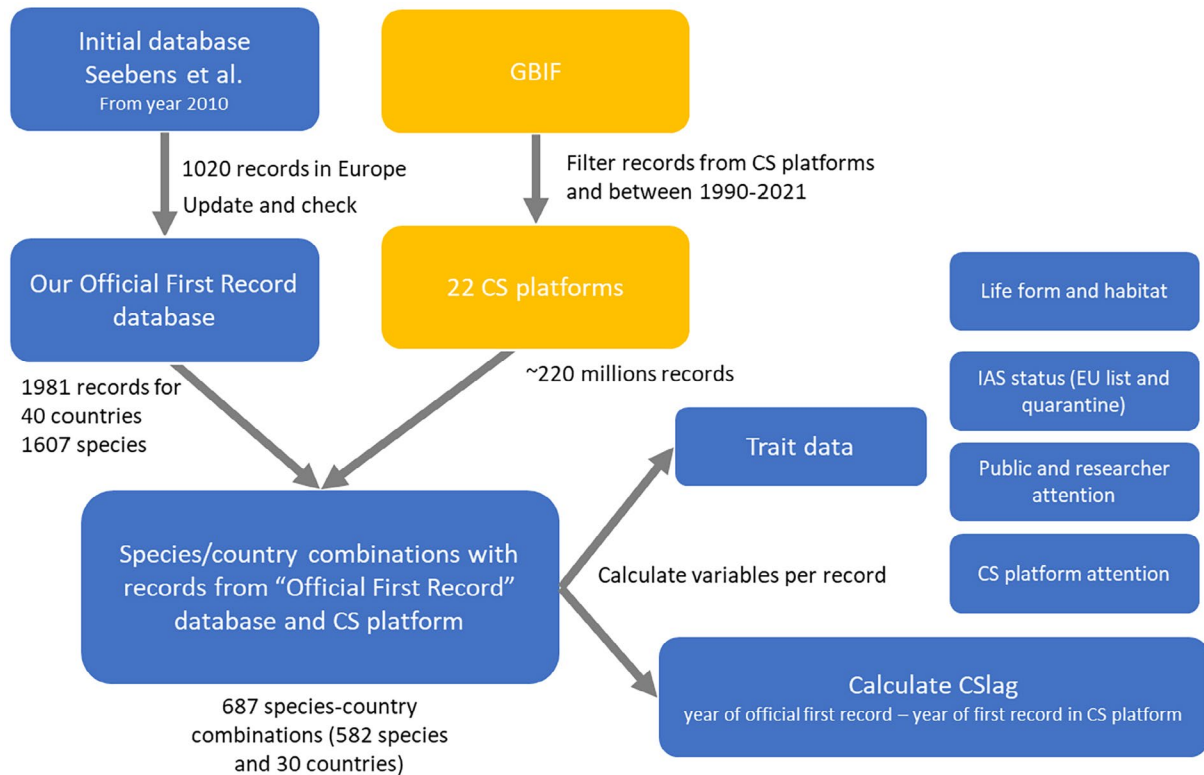 Initial database
Seebens et al.
From year 2010
GBIF
1020 records in Europe
Update and check
Filter records from CS platforms
and between 1990-2021
Our Official First Record
database
22 CS platforms
Life form and habitat
1981 records for
40 countries
1607 species
~220 millions records
IAS status (EU list and
quarantine)
Trait data
Public and researcher
attention
Species/country combinations with
records from “Official First Record”
database and CS platform
Calculate variables per record
CS platform attention
Calculate CSlag
year of official first record – year of first record in CS platform
687 species-country
combinations (582 species
and 30 countries)